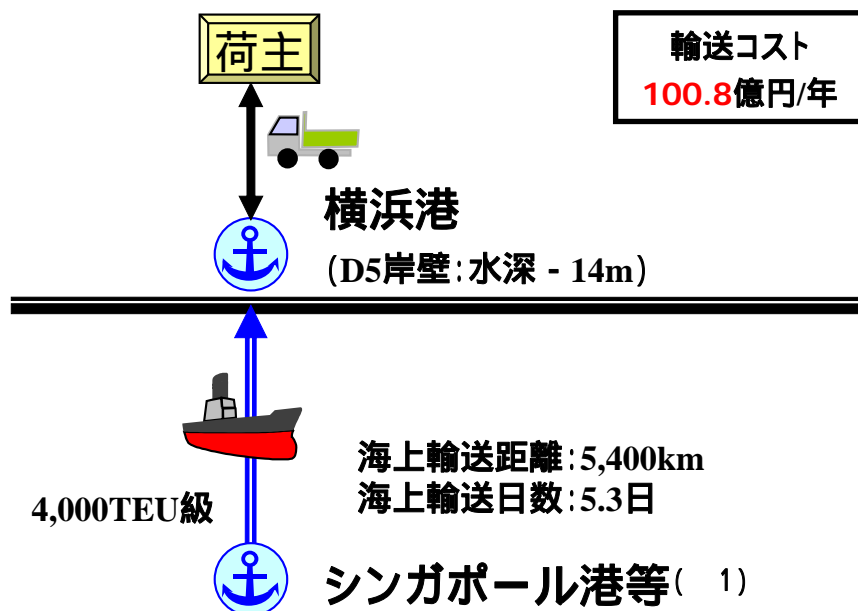 荷主
輸送コスト
100.8億円/年
横浜港
(D5岸壁:水深 - 14m)
海上輸送距離:5,400km
海上輸送日数:5.3日
4,000TEU級
シンガポール港等( 1)